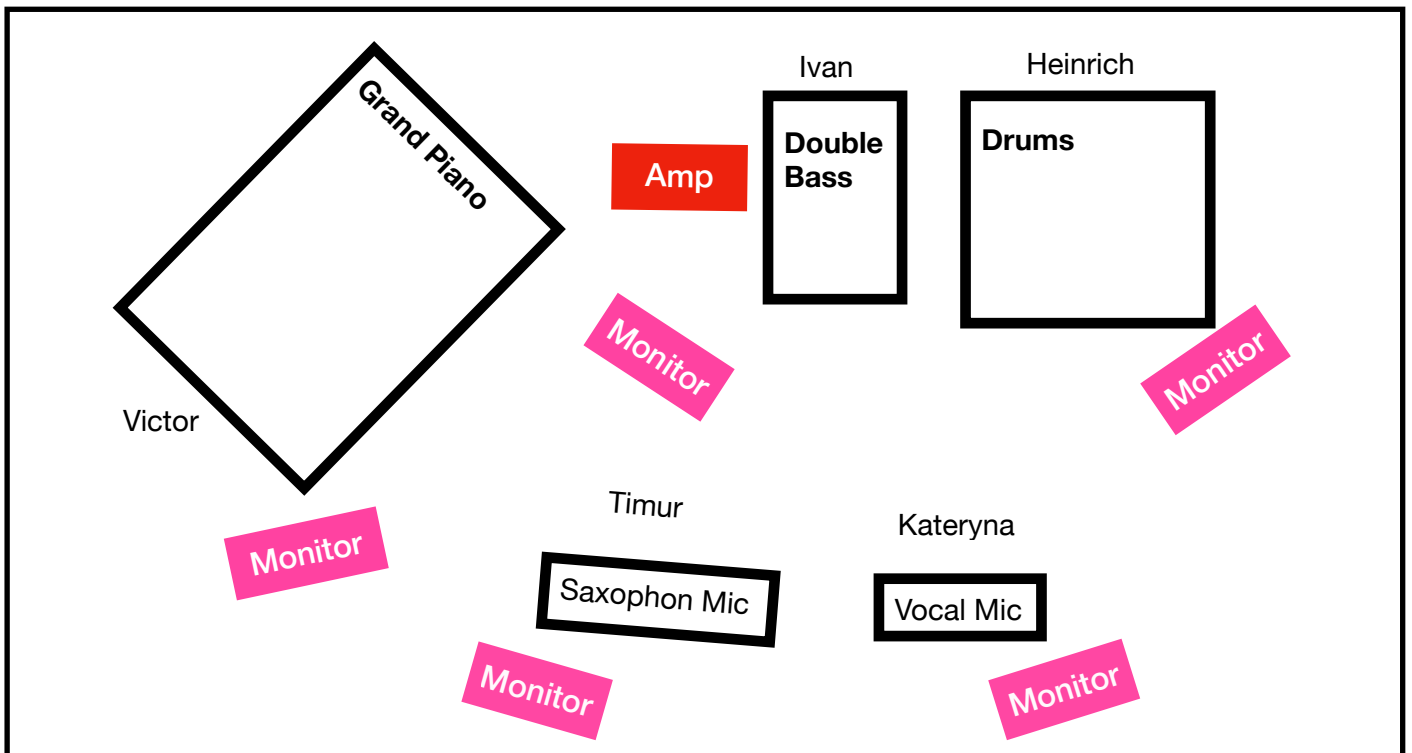 Grand Piano
Ivan
Heinrich
Double
Bass
Drums
Amp
Monitor
Monitor
Victor
Timur
Kateryna
Monitor
Saxophon Mic
Vocal Mic
Monitor
Monitor